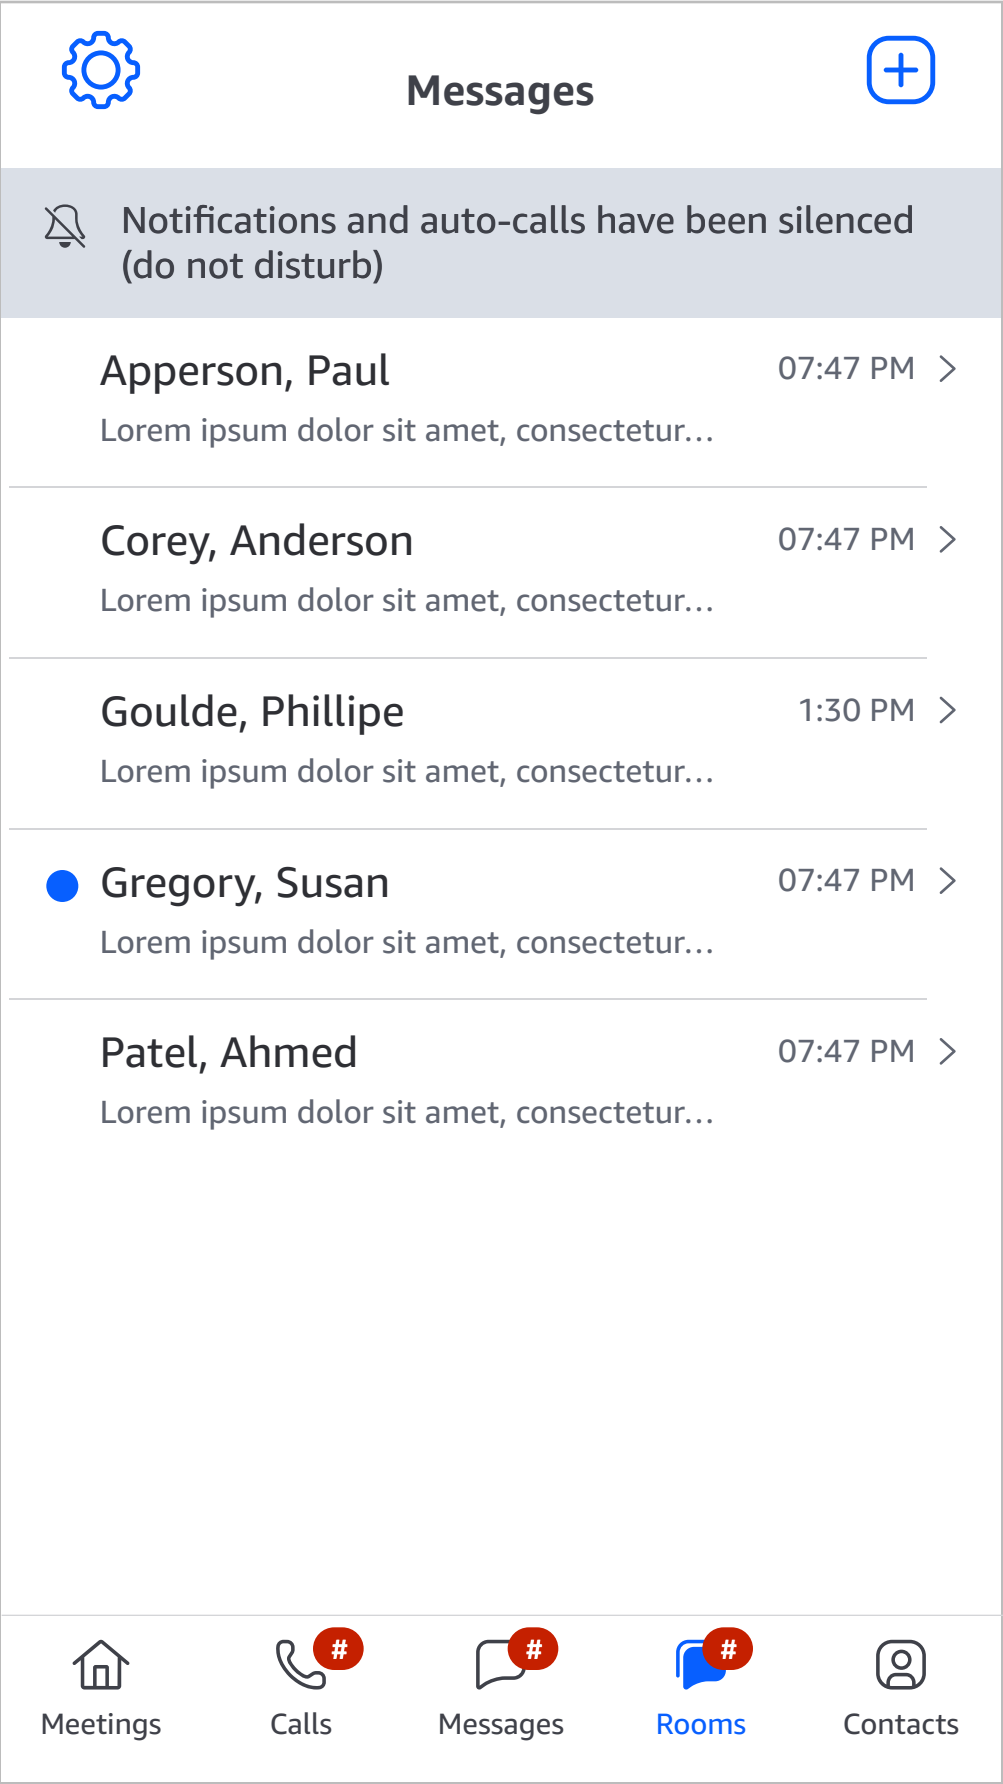 Messages
Notifications and auto-calls have been silenced
(do not disturb)
Apperson, Paul
07:47 PM
Lorem ipsum dolor sit amet, consectetur...
Corey, Anderson
07:47 PM
Lorem ipsum dolor sit amet, consectetur...
Goulde, Phillipe
1:30 PM
Lorem ipsum dolor sit amet, consectetur...
Gregory, Susan
07:47 PM
Lorem ipsum dolor sit amet, consectetur...
Patel, Ahmed
07:47 PM
Lorem ipsum dolor sit amet, consectetur...
# # #
Meetings Calls Messages Rooms Contacts